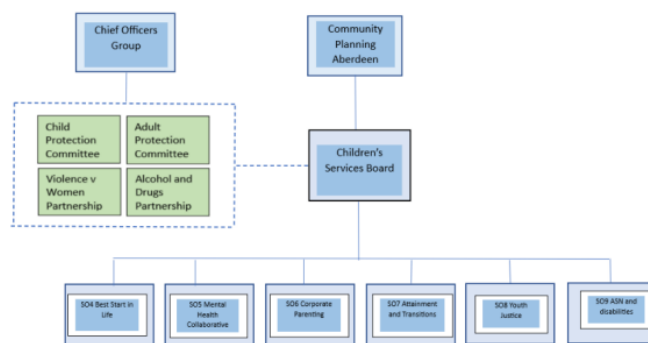 Chief Officers
Group
Community
Planning
Aberdeen
Child
Protection
Committee
Adult
Protection
Committee
Violence v
Women
Partnership
Alcohol and
Drugs
Partnership
Children's
Services Board
SO4 Best Start in
Life
SO5 Mental
Health
Collaborative
SO6 Corporate
Parenting
SO7 Attainment
and Transitions
SO8 Youth
Justice
SO9 ASN and
disabilities